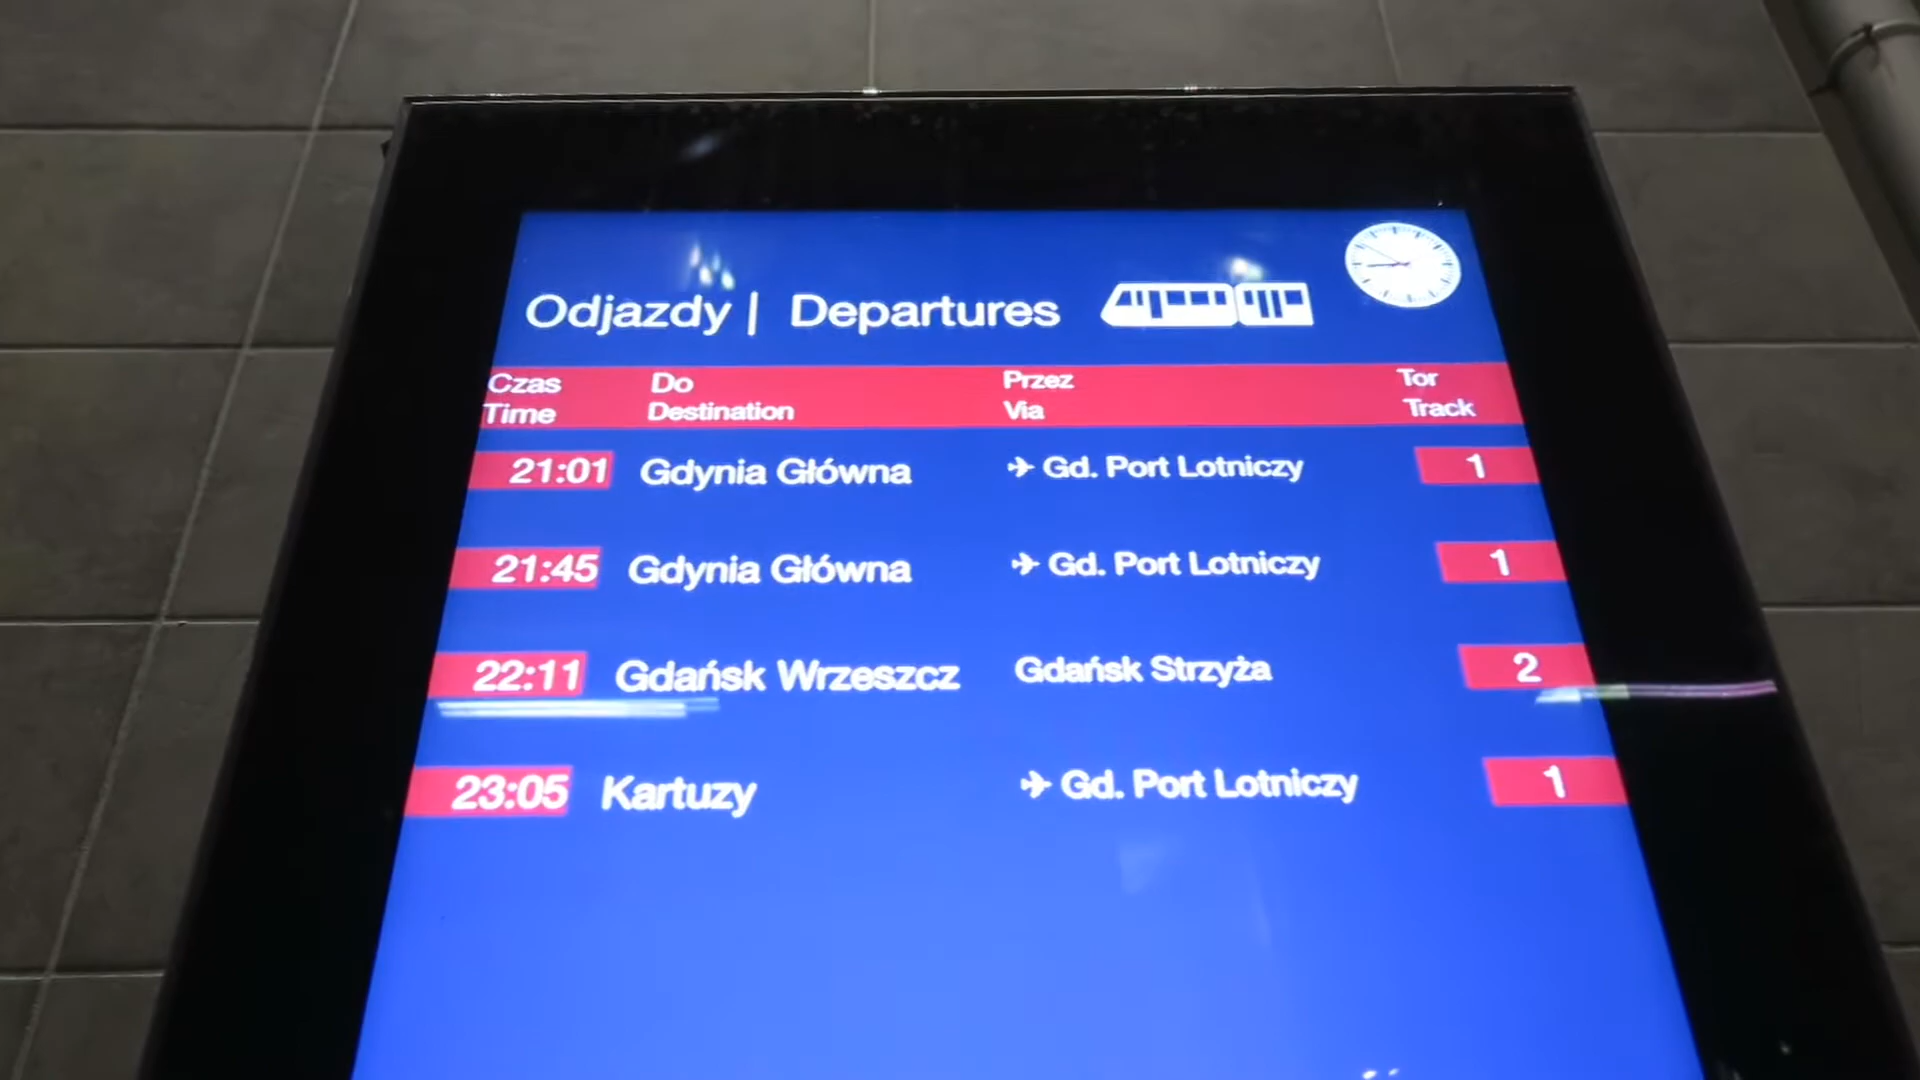 Odjazdy | Departures
Czas Do Przez Tor
Time Destination Via Track
21:01 Gdynia Główna ✈ Gd. Port Lotniczy 1
21:45 Gdynia Główna ✈ Gd. Port Lotniczy 1
22:11 Gdańsk Wrzeszcz Gdańsk Strzyża 2
23:05 Kartuzy ✈ Gd. Port Lotniczy 1